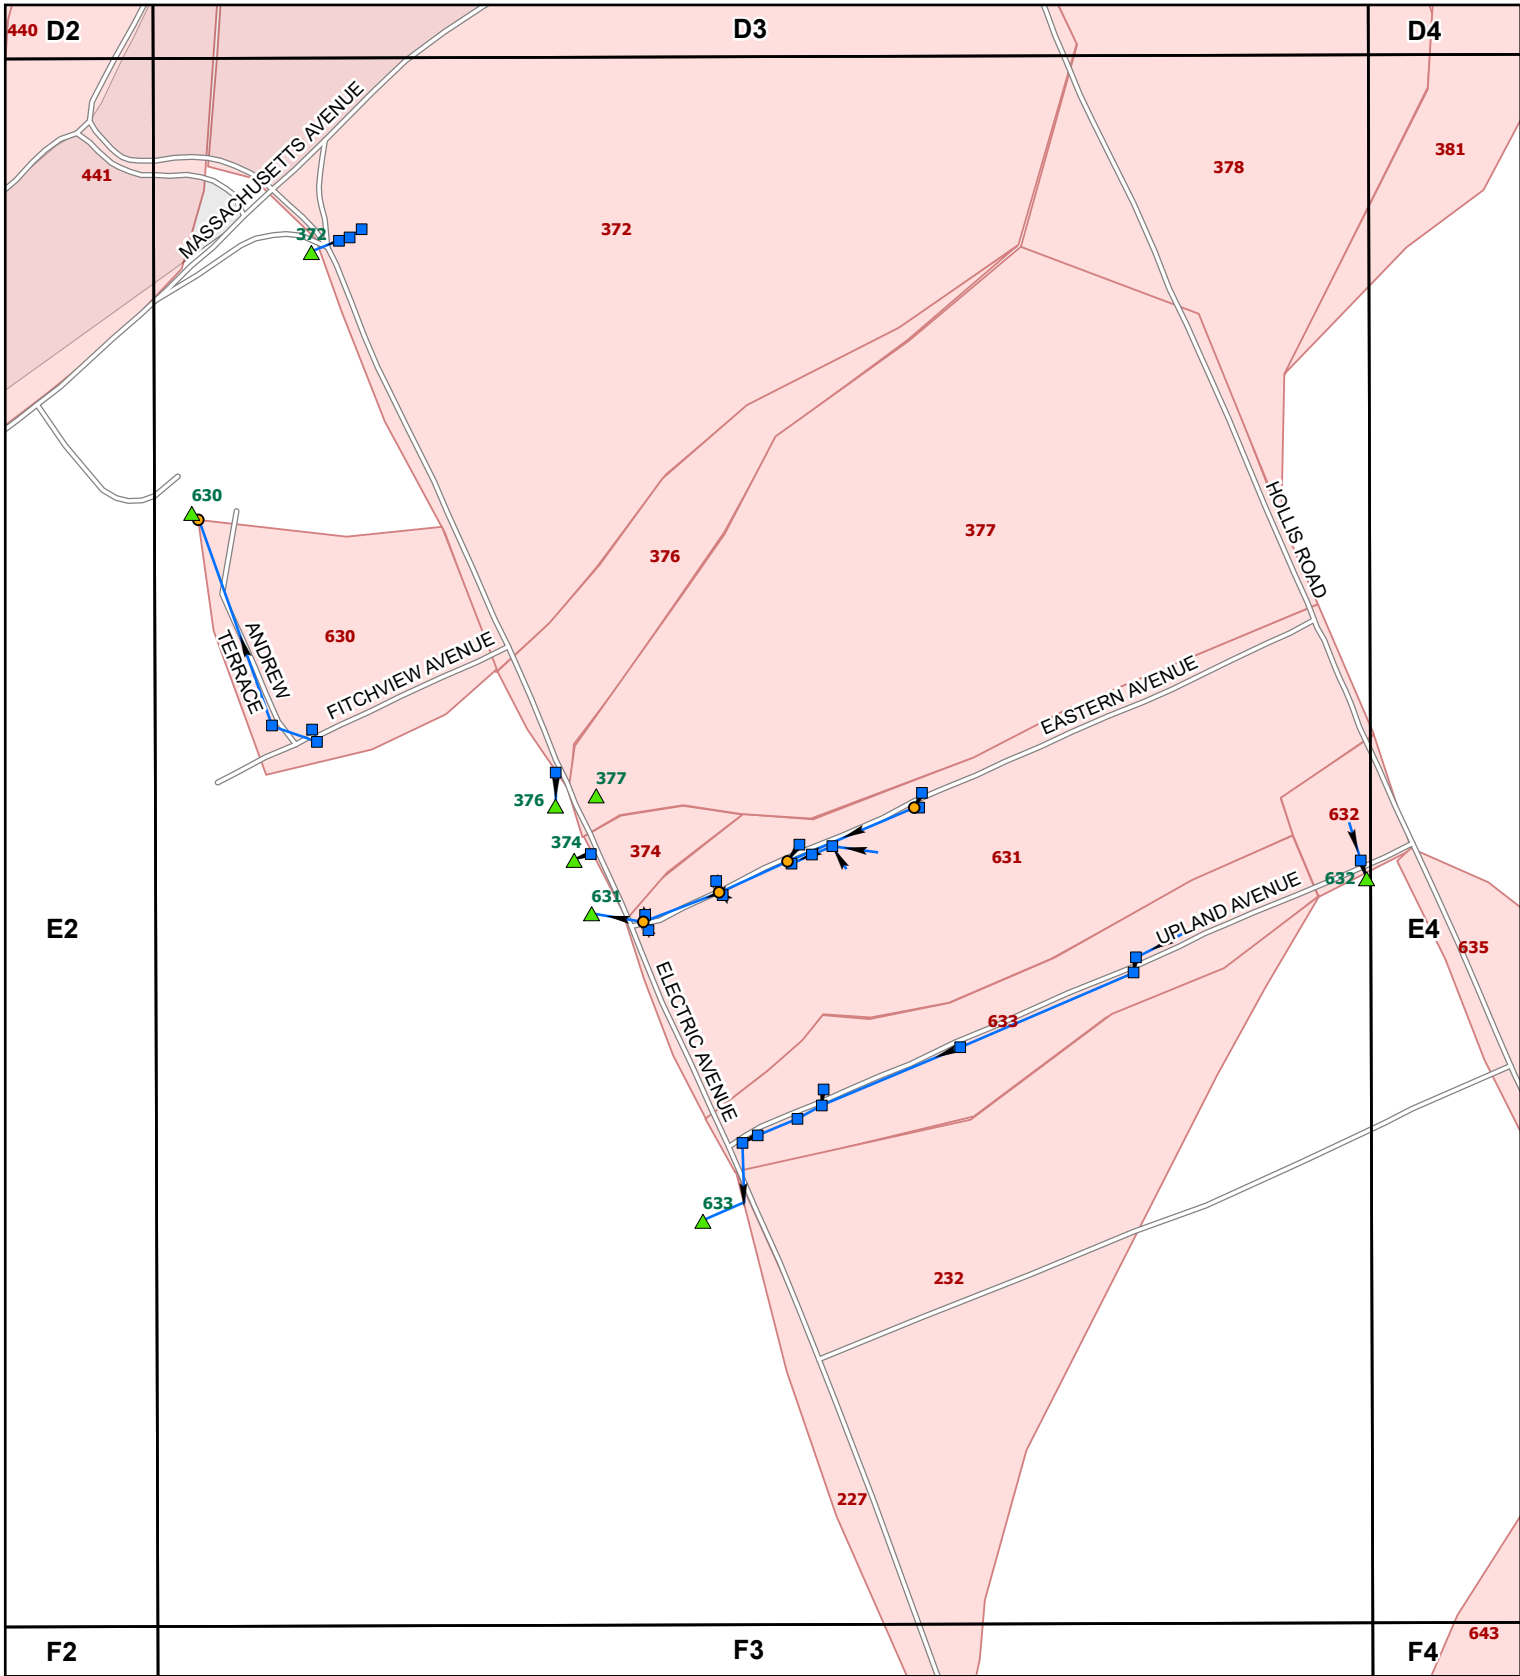 440 D2
D3
D4
MASSACHUSETTS AVENUE
381
378
441
372
372
HOLLIS ROAD
630
377
376
ANDREW
TERRACE
630
FITCHVIEW AVENUE
EASTERN AVENUE
377
376
374
374
632
631
632
631
UPLAND AVENUE
E2
E4
635
ELECTRIC AVENUE
633
633
232
227
643
F2
F3
F4